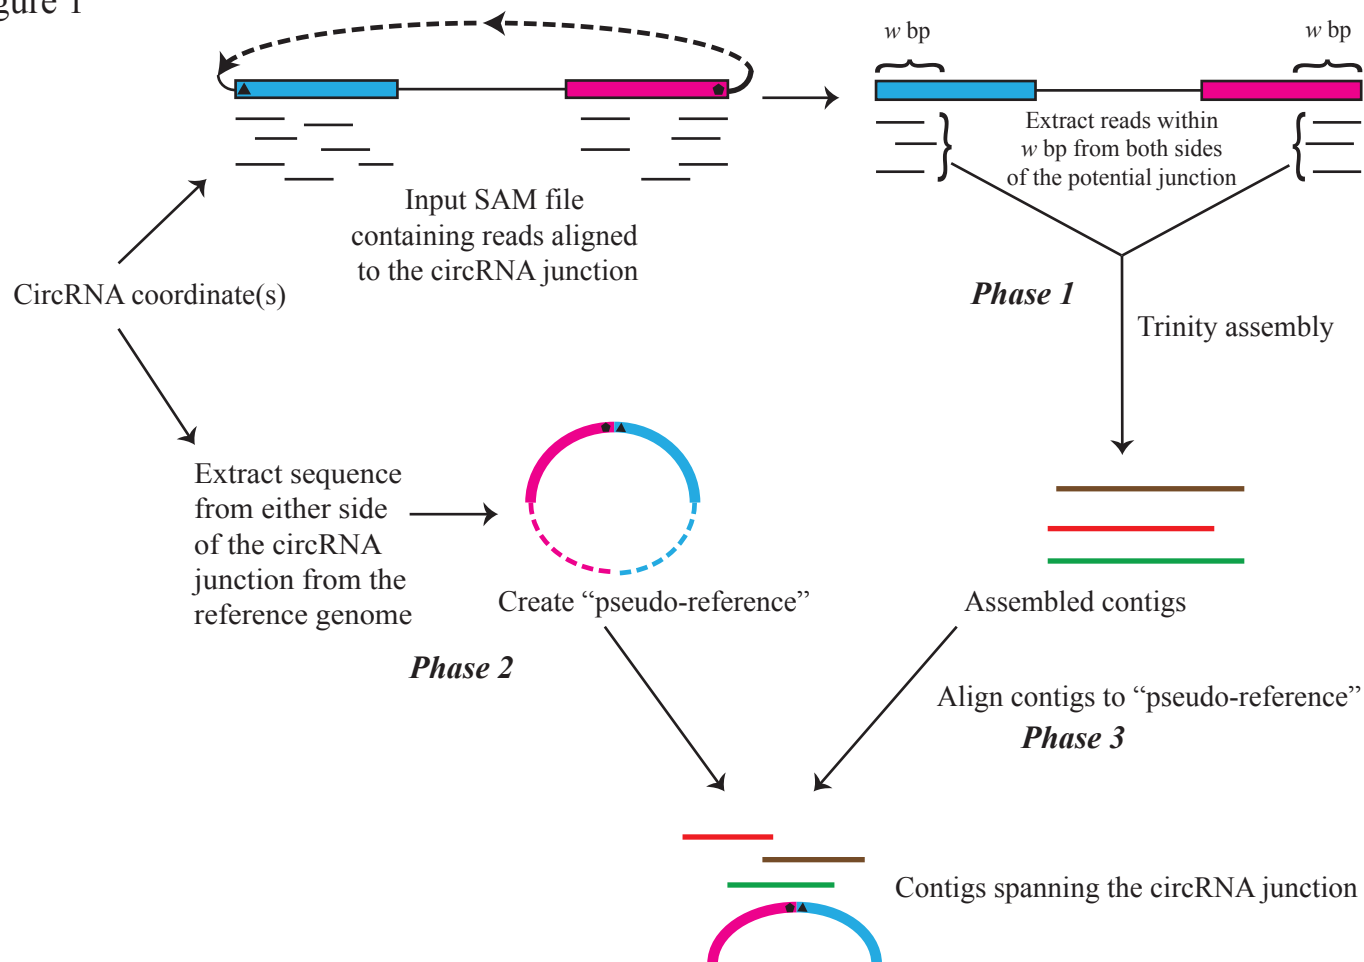 gure 1
w bp
w bp
Extract reads within
w bp from both sides
of the potential junction
Input SAM file
containing reads aligned
to the circRNA junction
CircRNA coordinate(s)
Phase 1
Trinity assembly
Extract sequence
from either side
of the circRNA
junction from the
reference genome
Create “pseudo-reference”
Assembled contigs
Phase 2
Align contigs to “pseudo-reference”
Phase 3
Contigs spanning the circRNA junction